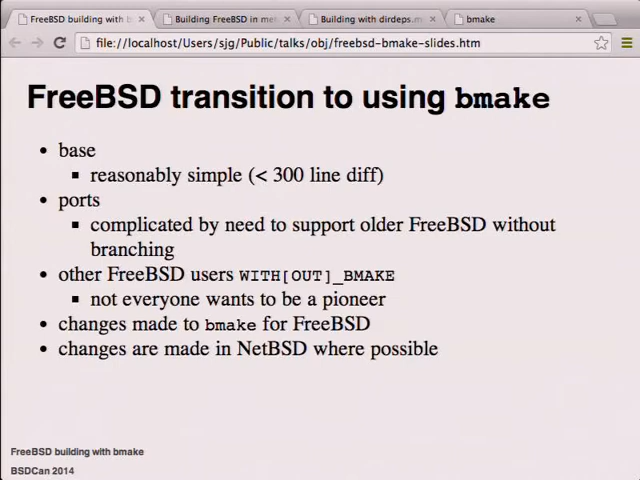 FreeBSD building with b
Building FreeBSD in me
Building with dirdeps.m
bmake
file://localhost/Users/sjg/Public/talks/obj/freebsd-bmake-slides.htm
FreeBSD transition to using bmake
base
reasonably simple (< 300 line diff)
ports
complicated by need to support older FreeBSD without
branching
other FreeBSD users WITH[OUT]_BMAKE
not everyone wants to be a pioneer
changes made to bmake for FreeBSD
changes are made in NetBSD where possible
FreeBSD building with bmake
BSDCan 2014